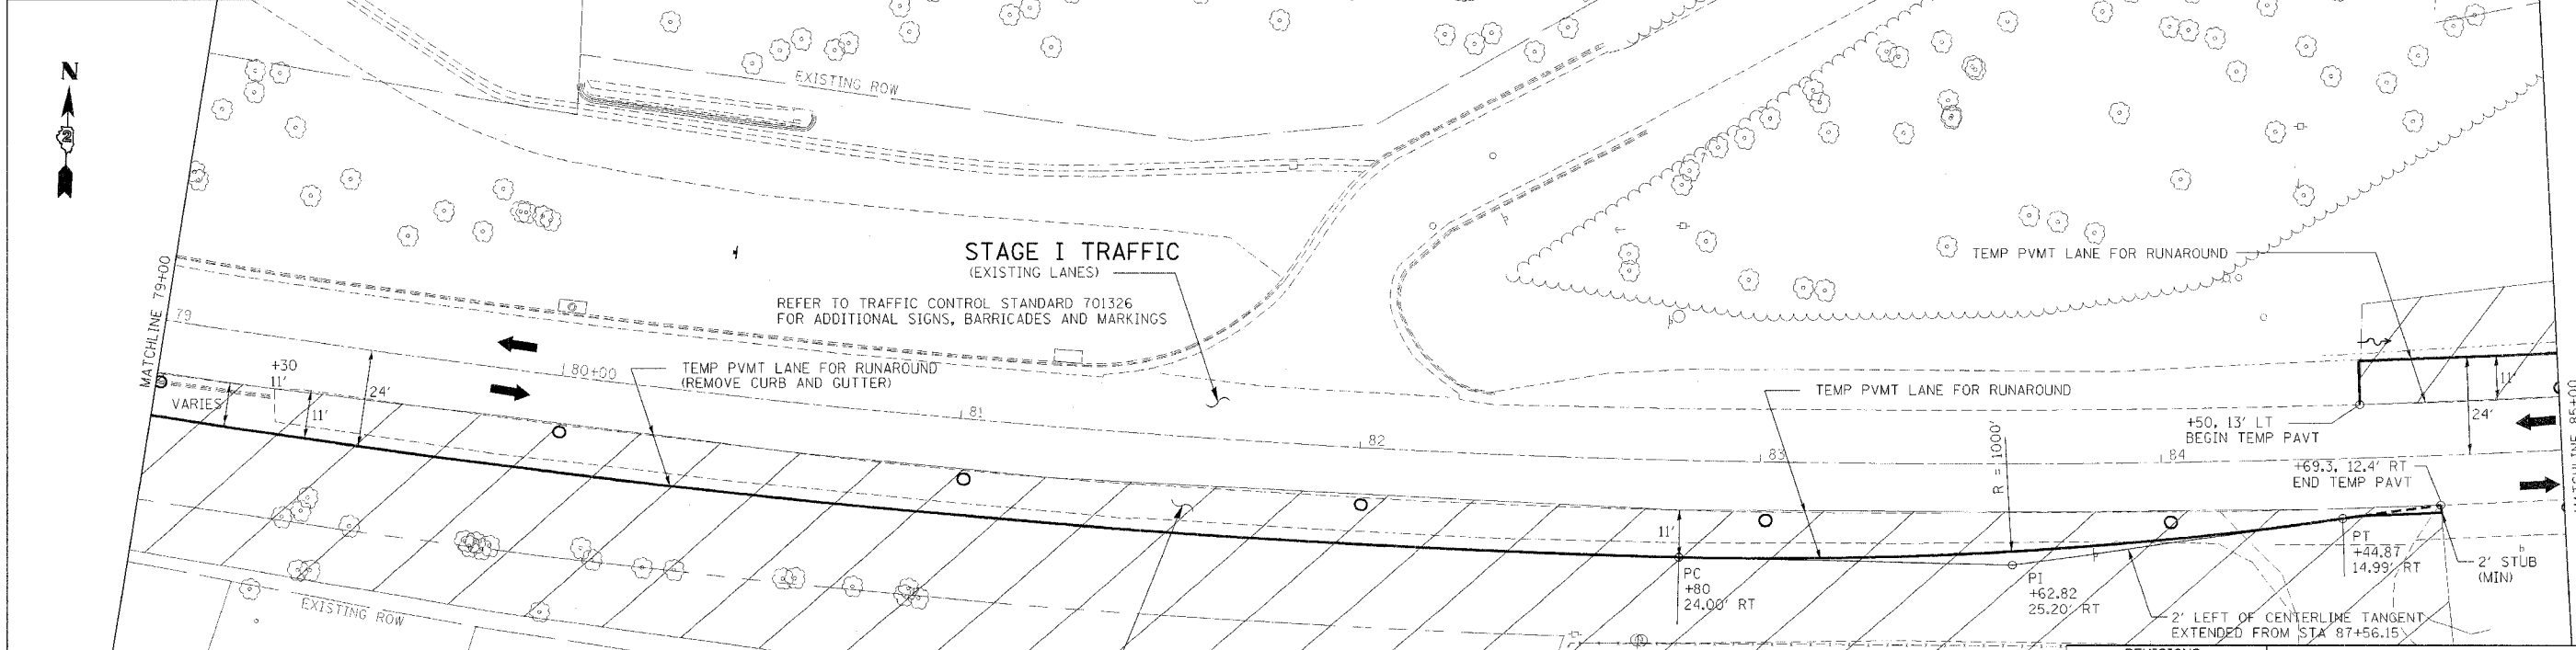 N
2
EXISTING ROW
STAGE I TRAFFIC
(EXISTING LANES)
REFER TO TRAFFIC CONTROL STANDARD 701326
FOR ADDITIONAL SIGNS, BARRICADES AND MARKINGS
TEMP PVMT LANE FOR RUNAROUND
MATCHLINE 79+00
79
+30
11'
VARIES
11'
24'
80+00
TEMP PVMT LANE FOR RUNAROUND
(REMOVE CURB AND GUTTER)
81
82
83
84
TEMP PVMT LANE FOR RUNAROUND
R = 1000'
+50, 13' LT
BEGIN TEMP PAVT
11'
24'
MATCHLINE 85+00
+69.3, 12.4' RT
END TEMP PAVT
11'
PC
+80
24.00' RT
PI
+62.82
25.20' RT
PT
+44.87
14.99' RT
2' STUB
(MIN)
2' LEFT OF CENTERLINE TANGENT
EXTENDED FROM STA 87+56.15
EXISTING ROW
REVISIONS